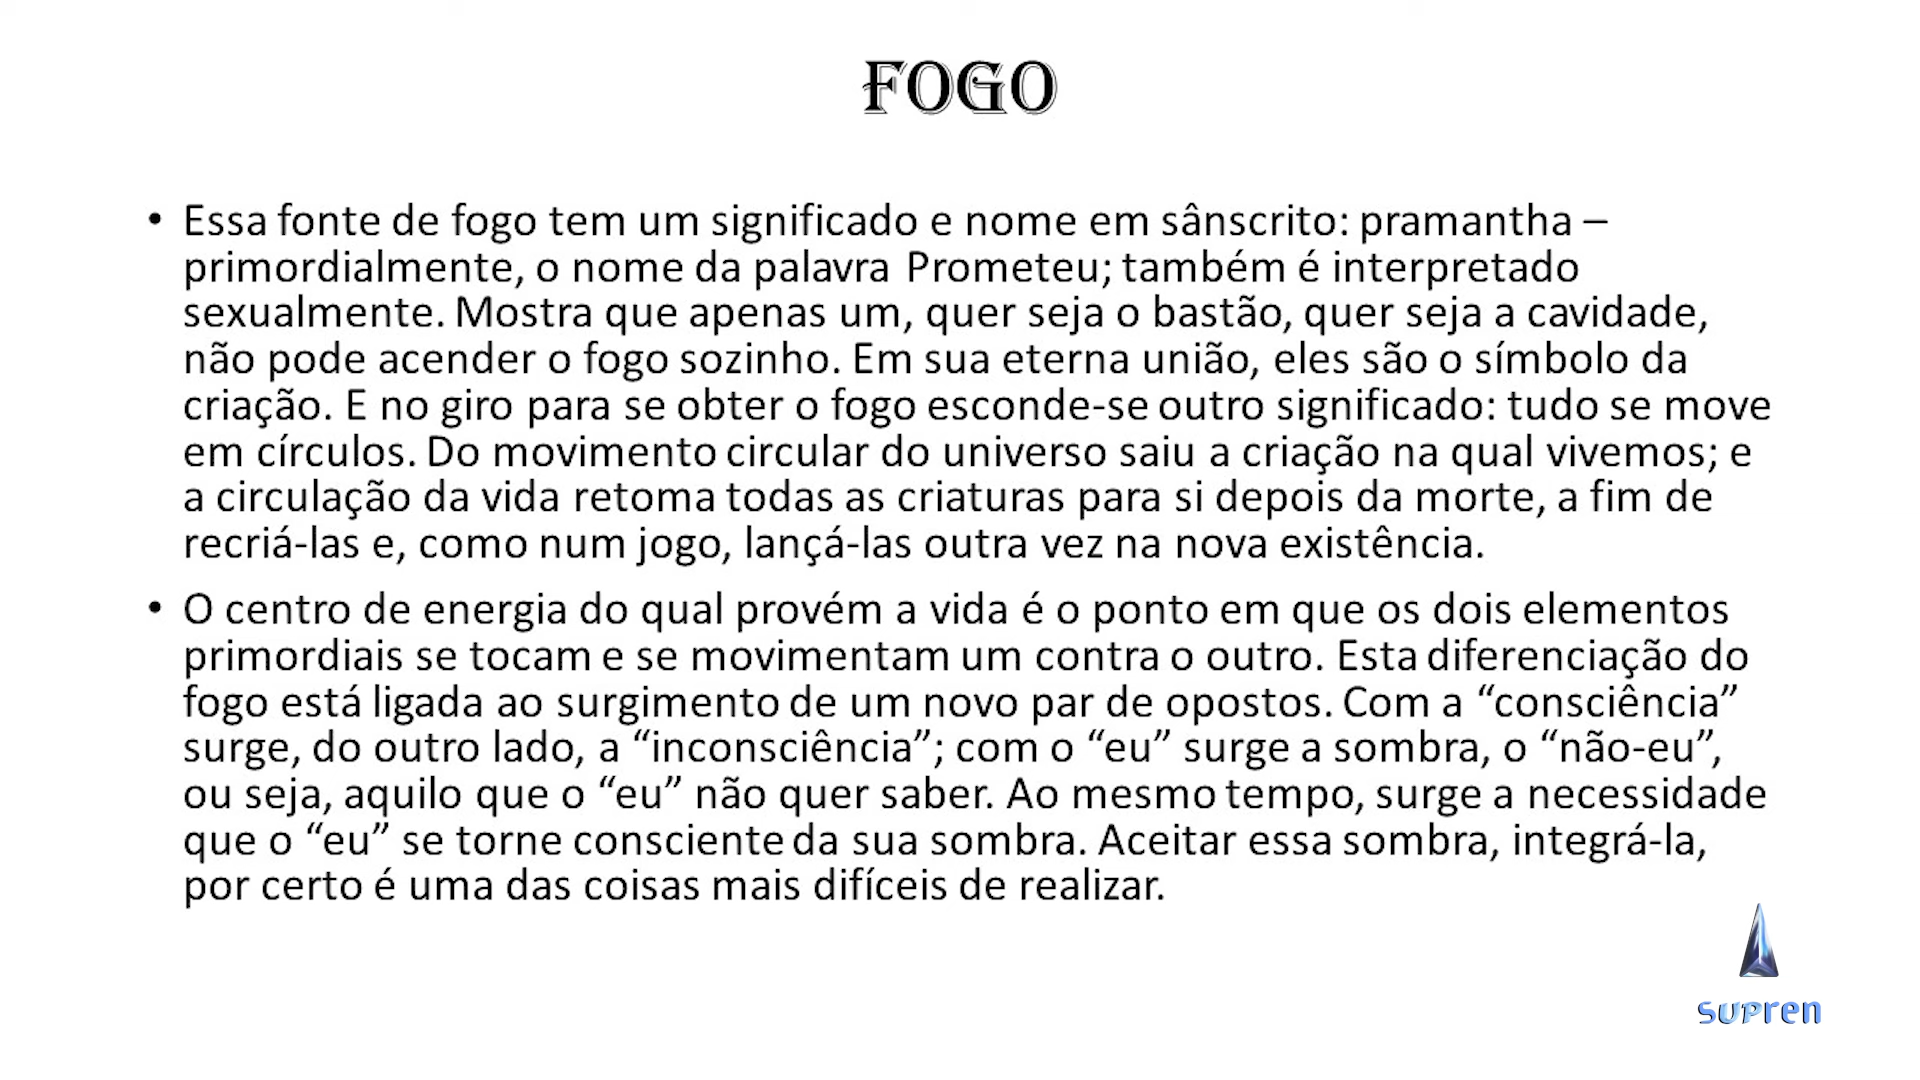 FOGO
• Essa fonte de fogo tem um significado e nome em sânscrito: pramantha –
primordialmente, o nome da palavra Prometeu; também é interpretado
sexualmente. Mostra que apenas um, quer seja o bastão, quer seja a cavidade,
não pode acender o fogo sozinho. Em sua eterna união, eles são o símbolo da
criação. E no giro para se obter o fogo esconde-se outro significado: tudo se move
em círculos. Do movimento circular do universo saiu a criação na qual vivemos; e
a circulação da vida retoma todas as criaturas para si depois da morte, a fim de
recriá-las e, como num jogo, lançá-las outra vez na nova existência.
• O centro de energia do qual provém a vida é o ponto em que os dois elementos
primordiais se tocam e se movimentam um contra o outro. Esta diferenciação do
fogo está ligada ao surgimento de um novo par de opostos. Com a “consciência”
surge, do outro lado, a “inconsciência”; com o “eu” surge a sombra, o “não-eu”,
ou seja, aquilo que o “eu” não quer saber. Ao mesmo tempo, surge a necessidade
que o “eu” se torne consciente da sua sombra. Aceitar essa sombra, integrá-la,
por certo é uma das coisas mais difíceis de realizar.
supren